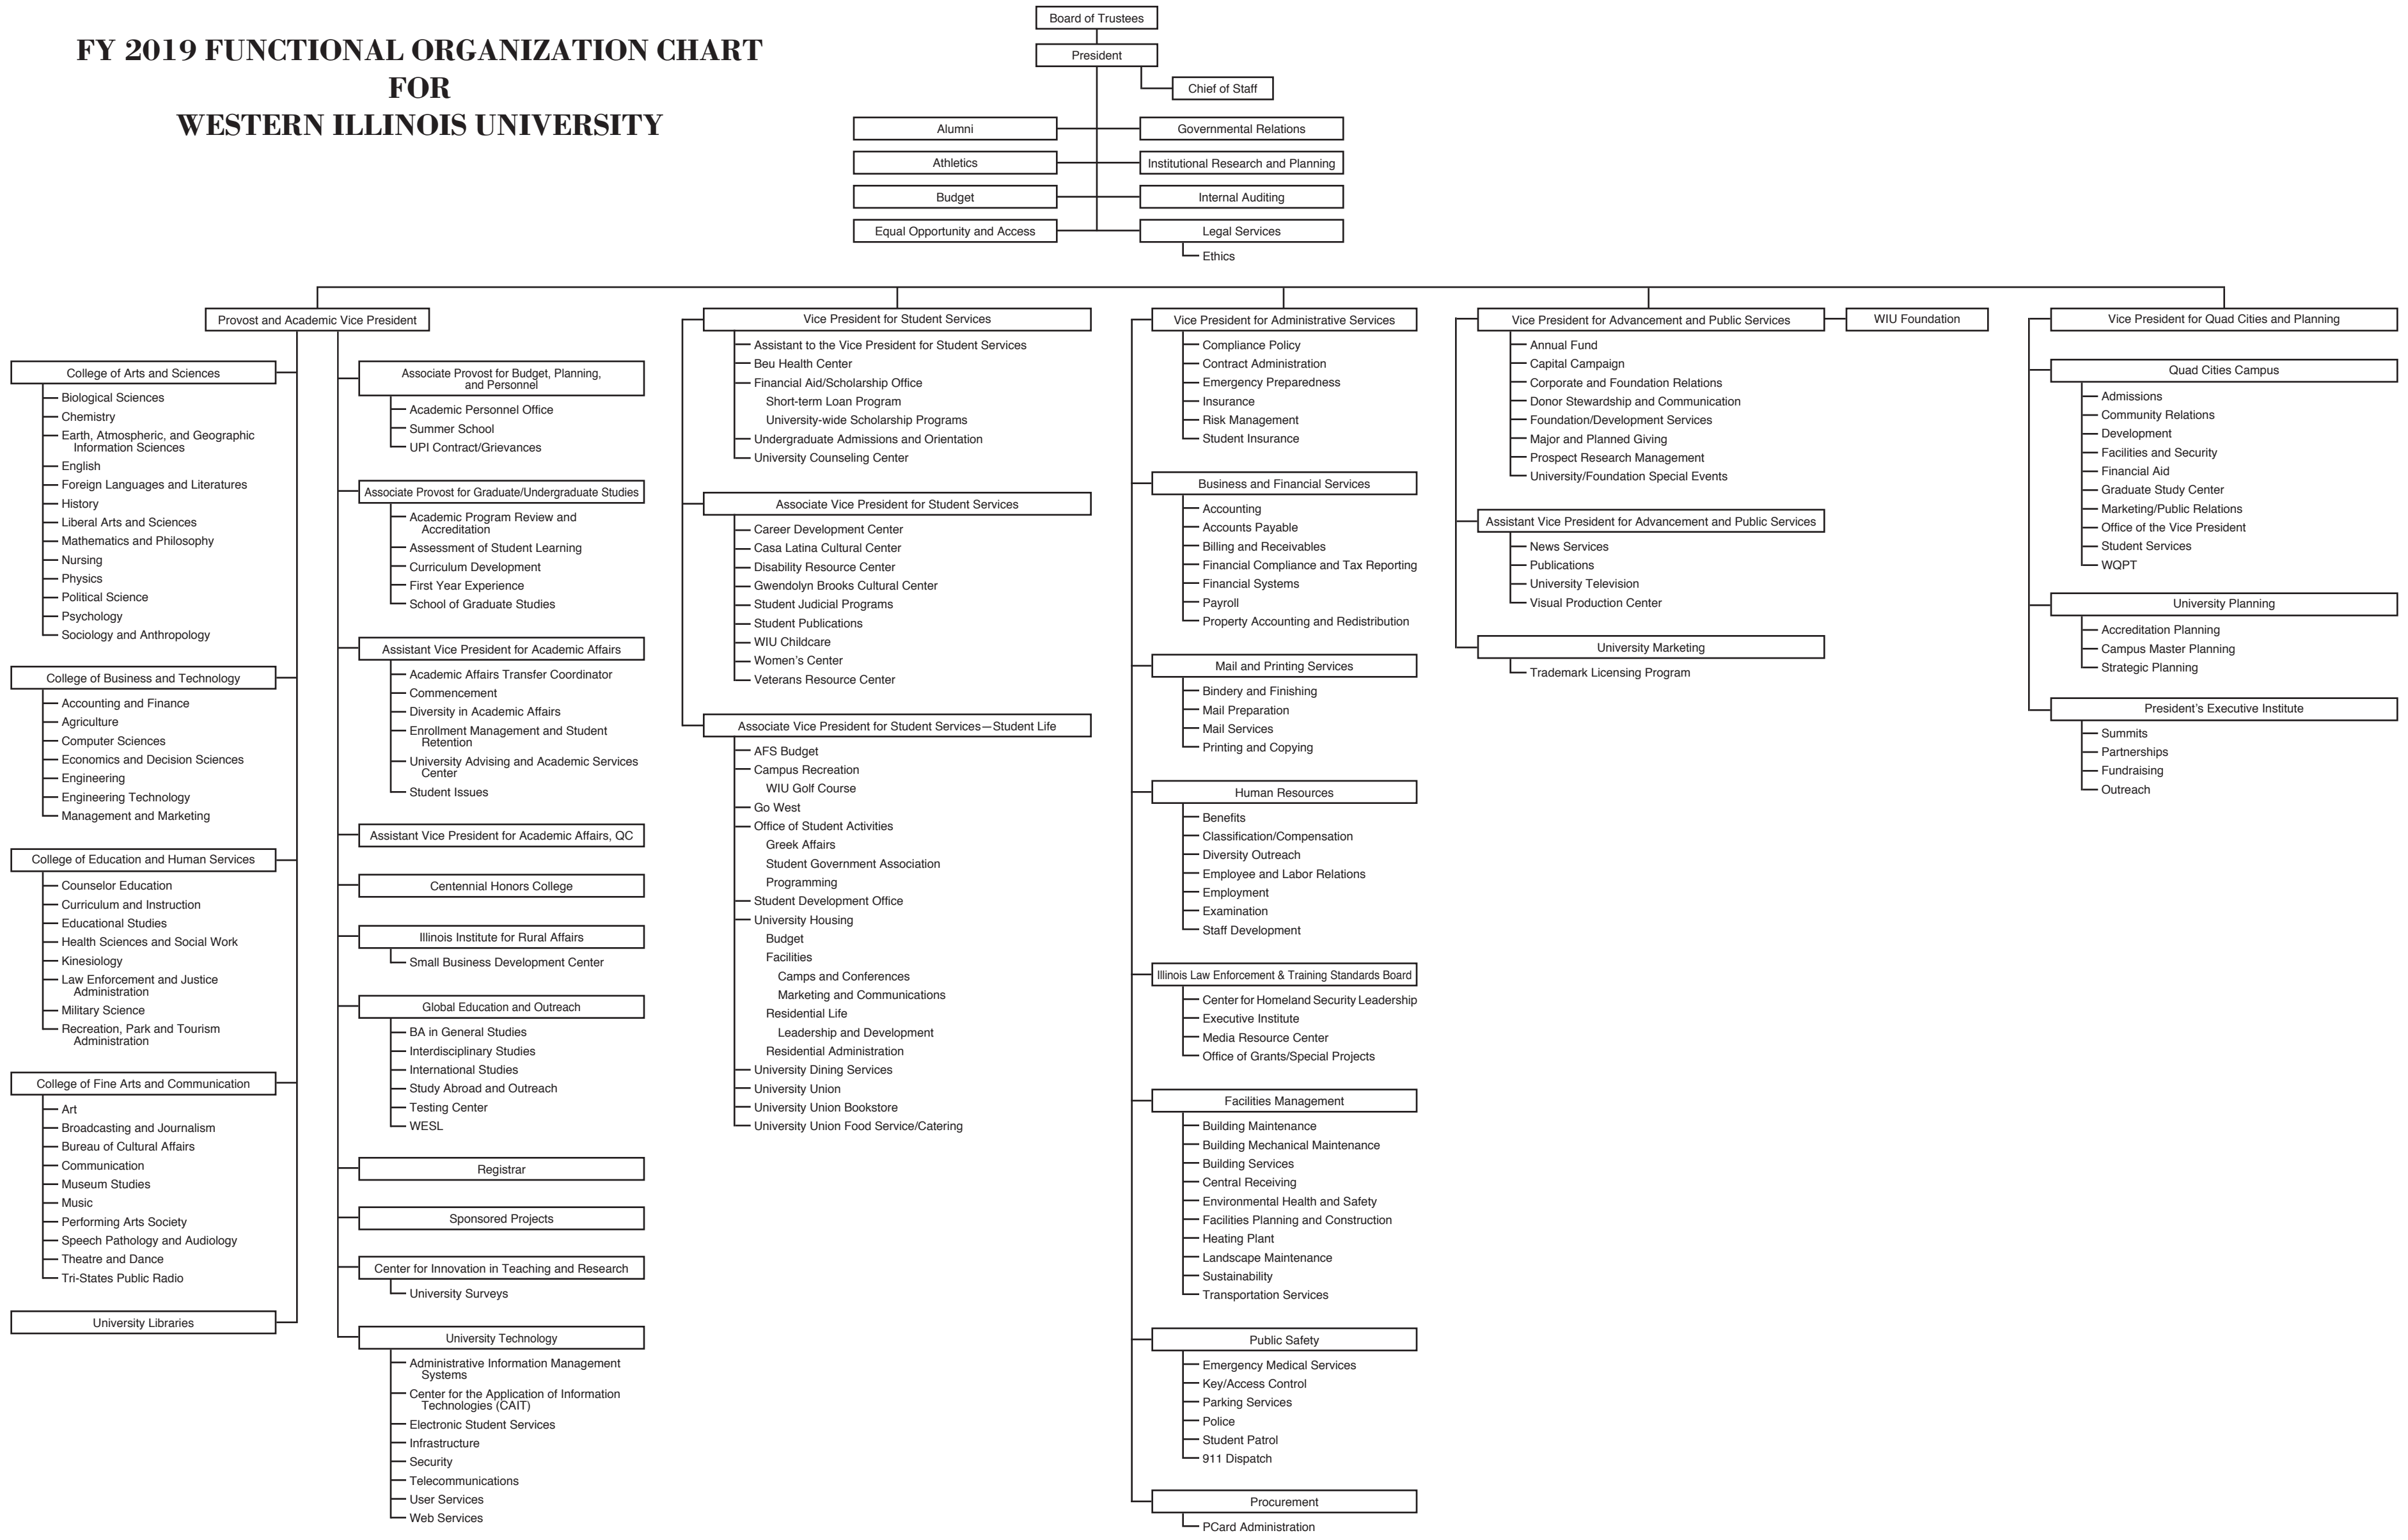 FY 2019 FUNCTIONAL ORGANIZATION CHART
FOR
WESTERN ILLINOIS UNIVERSITY
Board of Trustees
President
Chief of Staff
Alumni
Governmental Relations
Athletics
Institutional Research and Planning
Budget
Internal Auditing
Equal Opportunity and Access
Legal Services
Ethics
Provost and Academic Vice President
College of Arts and Sciences
Biological Sciences
Chemistry
Earth, Atmospheric, and Geographic
Information Sciences
English
Foreign Languages and Literatures
History
Liberal Arts and Sciences
Mathematics and Philosophy
Nursing
Physics
Political Science
Psychology
Sociology and Anthropology
College of Business and Technology
Accounting and Finance
Agriculture
Computer Sciences
Economics and Decision Sciences
Engineering
Engineering Technology
Management and Marketing
College of Education and Human Services
Counselor Education
Curriculum and Instruction
Educational Studies
Health Sciences and Social Work
Kinesiology
Law Enforcement and Justice
Administration
Military Science
Recreation, Park and Tourism
Administration
College of Fine Arts and Communication
Art
Broadcasting and Journalism
Bureau of Cultural Affairs
Communication
Museum Studies
Music
Performing Arts Society
Speech Pathology and Audiology
Theatre and Dance
Tri-States Public Radio
University Libraries
Associate Provost for Budget, Planning,
and Personnel
Academic Personnel Office
Summer School
UPI Contract/Grievances
Associate Provost for Graduate/Undergraduate Studies
Academic Program Review and
Accreditation
Assessment of Student Learning
Curriculum Development
First Year Experience
School of Graduate Studies
Assistant Vice President for Academic Affairs
Academic Affairs Transfer Coordinator
Commencement
Diversity in Academic Affairs
Enrollment Management and Student
Retention
University Advising and Academic Services
Center
Student Issues
Assistant Vice President for Academic Affairs, QC
Centennial Honors College
Illinois Institute for Rural Affairs
Small Business Development Center
Global Education and Outreach
BA in General Studies
Interdisciplinary Studies
International Studies
Study Abroad and Outreach
Testing Center
WESL
Registrar
Sponsored Projects
Center for Innovation in Teaching and Research
University Surveys
University Technology
Administrative Information Management
Systems
Center for the Application of Information
Technologies (CAIT)
Electronic Student Services
Infrastructure
Security
Telecommunications
User Services
Web Services
Vice President for Student Services
Assistant to the Vice President for Student Services
Beu Health Center
Financial Aid/Scholarship Office
Short-term Loan Program
University-wide Scholarship Programs
Undergraduate Admissions and Orientation
University Counseling Center
Associate Vice President for Student Services
Career Development Center
Casa Latina Cultural Center
Disability Resource Center
Gwendolyn Brooks Cultural Center
Student Judicial Programs
Student Publications
WIU Childcare
Women's Center
Veterans Resource Center
Associate Vice President for Student Services—Student Life
AFS Budget
Campus Recreation
WIU Golf Course
Go West
Office of Student Activities
Greek Affairs
Student Government Association
Programming
Student Development Office
University Housing
Budget
Facilities
Camps and Conferences
Marketing and Communications
Residential Life
Leadership and Development
Residential Administration
University Dining Services
University Union
University Union Bookstore
University Union Food Service/Catering
Vice President for Administrative Services
Compliance Policy
Contract Administration
Emergency Preparedness
Insurance
Risk Management
Student Insurance
Business and Financial Services
Accounting
Accounts Payable
Billing and Receivables
Financial Compliance and Tax Reporting
Financial Systems
Payroll
Property Accounting and Redistribution
Mail and Printing Services
Bindery and Finishing
Mail Preparation
Mail Services
Printing and Copying
Human Resources
Benefits
Classification/Compensation
Diversity Outreach
Employee and Labor Relations
Employment
Examination
Staff Development
Illinois Law Enforcement & Training Standards Board
Center for Homeland Security Leadership
Executive Institute
Media Resource Center
Office of Grants/Special Projects
Facilities Management
Building Maintenance
Building Mechanical Maintenance
Building Services
Central Receiving
Environmental Health and Safety
Facilities Planning and Construction
Heating Plant
Landscape Maintenance
Sustainability
Transportation Services
Public Safety
Emergency Medical Services
Key/Access Control
Parking Services
Police
Student Patrol
911 Dispatch
Procurement
PCard Administration
Vice President for Advancement and Public Services
WIU Foundation
Annual Fund
Capital Campaign
Corporate and Foundation Relations
Donor Stewardship and Communication
Foundation/Development Services
Major and Planned Giving
Prospect Research Management
University/Foundation Special Events
Assistant Vice President for Advancement and Public Services
News Services
Publications
University Television
Visual Production Center
University Marketing
Trademark Licensing Program
Vice President for Quad Cities and Planning
Quad Cities Campus
Admissions
Community Relations
Development
Facilities and Security
Financial Aid
Graduate Study Center
Marketing/Public Relations
Office of the Vice President
Student Services
WQPT
University Planning
Accreditation Planning
Campus Master Planning
Strategic Planning
President's Executive Institute
Summits
Partnerships
Fundraising
Outreach